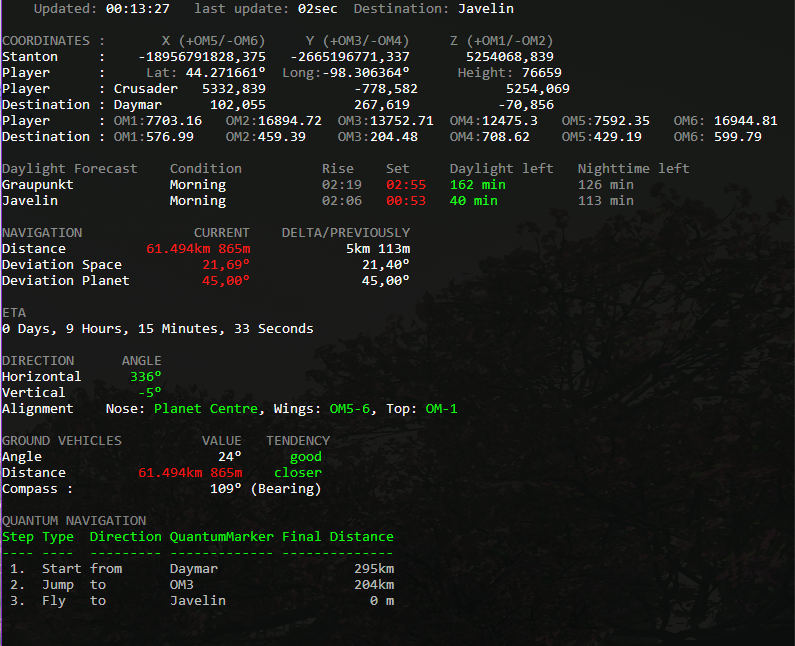 Updated: 00:13:27 last update: 02sec Destination: Javelin
COORDINATES : X (+OM5/-OM6) Y (+OM3/-OM4) Z (+OM1/-OM2)
Stanton : -18956791828,375 -2665196771,337 5254068,839
Player : Lat: 44.271661° Long:-98.306364° Height: 76659
Player : Crusader 5332,839 -778,582 5254,069
Destination : Daymar 102,055 267,619 -70,856
Player : OM1:7703.16 OM2:16894.72 OM3:13752.71 OM4:12475.3 OM5:7592.35 OM6: 16944.81
Destination : OM1:576.99 OM2:459.39 OM3:204.48 OM4:708.62 OM5:429.19 OM6: 599.79
Daylight Forecast Condition Rise Set Daylight left Nighttime left
Graupunkt Morning 02:19 02:55 162 min 126 min
Javelin Morning 02:06 00:53 40 min 113 min
NAVIGATION CURRENT DELTA/PREVIOUSLY
Distance 61.494km 865m 5km 113m
Deviation Space 21,69° 21,40°
Deviation Planet 45,00° 45,00°
ETA
0 Days, 9 Hours, 15 Minutes, 33 Seconds
DIRECTION ANGLE
Horizontal 336°
Vertical -5°
Alignment Nose: Planet Centre, Wings: OM5-6, Top: OM-1
GROUND VEHICLES VALUE TENDENCY
Angle 24° good
Distance 61.494km 865m closer
Compass : 109° (Bearing)
QUANTUM NAVIGATION
Step Type Direction QuantumMarker Final Distance
---- ---- --------- ------------- --------------
1. Start from Daymar 295km
2. Jump to OM3 204km
3. Fly to Javelin 0 m